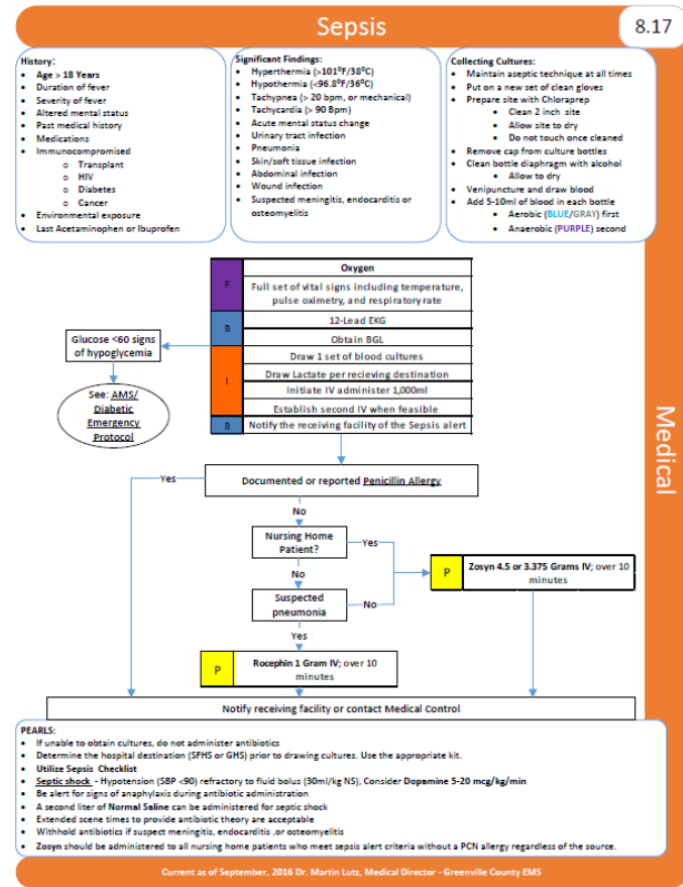 Sepsis
8.17
History:
• Age > 18 Years
• Duration of fever
• Severity of fever
• Altered mental status
• Past medical history
• Medications
• Immunocompromised
o Transplant
o HIV
o Diabetes
o Cancer
• Environmental exposure
• Last Acetaminophen or Ibuprofen
Significant Findings:
• Hyperthermia (>101⁰F/38⁰C)
• Hypothermia (<96.8⁰F/36⁰C)
• Tachypnea (> 20 bpm, or mechanical)
• Tachycardia (> 90 Bpm)
• Acute mental status change
• Urinary tract infection
• Pneumonia
• Skin/soft tissue infection
• Abdominal infection
• Wound infection
• Suspected meningitis, endocarditis or
osteomyelitis
Collecting Cultures:
• Maintain aseptic technique at all times
• Put on a new set of clean gloves
• Prepare site with Chloraprep
• Clean 2 inch site
• Allow site to dry
• Do not touch once cleaned
• Remove cap from culture bottles
• Clean bottle diaphragm with alcohol
• Allow to dry
• Venipuncture and draw blood
• Add 5-10ml of blood in each bottle
• Aerobic (BLUE/GRAY) first
• Anaerobic (PURPLE) second
F
Oxygen
Full set of vital signs including temperature,
pulse oximetry, and respiratory rate
B
12-Lead EKG
Obtain BGL
I
Draw 1 set of blood cultures
Draw Lactate per recieving destination
Initiate IV administer 1,000ml
Establish second IV when feasible
B
Notify the receiving facility of the Sepsis alert
Glucose <60 signs
of hypoglycemia
See: AMS/
Diabetic
Emergency
Protocol
Medical
Documented or reported Penicillin Allergy
Yes
No
Nursing Home
Patient?
Yes
No
P
Zosyn 4.5 or 3.375 Grams IV; over 10
minutes
Suspected
pneumonia
No
Yes
P
Rocephin 1 Gram IV; over 10
minutes
Notify receiving facility or contact Medical Control
PEARLS:
• If unable to obtain cultures, do not administer antibiotics
• Determine the hospital destination (SFHS or GHS) prior to drawing cultures. Use the appropriate kit.
• Utilize Sepsis Checklist
• Septic shock - Hypotension (SBP <90) refractory to fluid bolus (30ml/kg NS), Consider Dopamine 5-20 mcg/kg/min
• Be alert for signs of anaphylaxis during antibiotic administration
• A second liter of Normal Saline can be administered for septic shock
• Extended scene times to provide antibiotic theory are acceptable
• Withhold antibiotics if suspect meningitis, endocarditis ,or osteomyelitis
• Zosyn should be administered to all nursing home patients who meet sepsis alert criteria without a PCN allergy regardless of the source.
Current as of September, 2016 Dr. Martin Lutz, Medical Director - Greenville County EMS